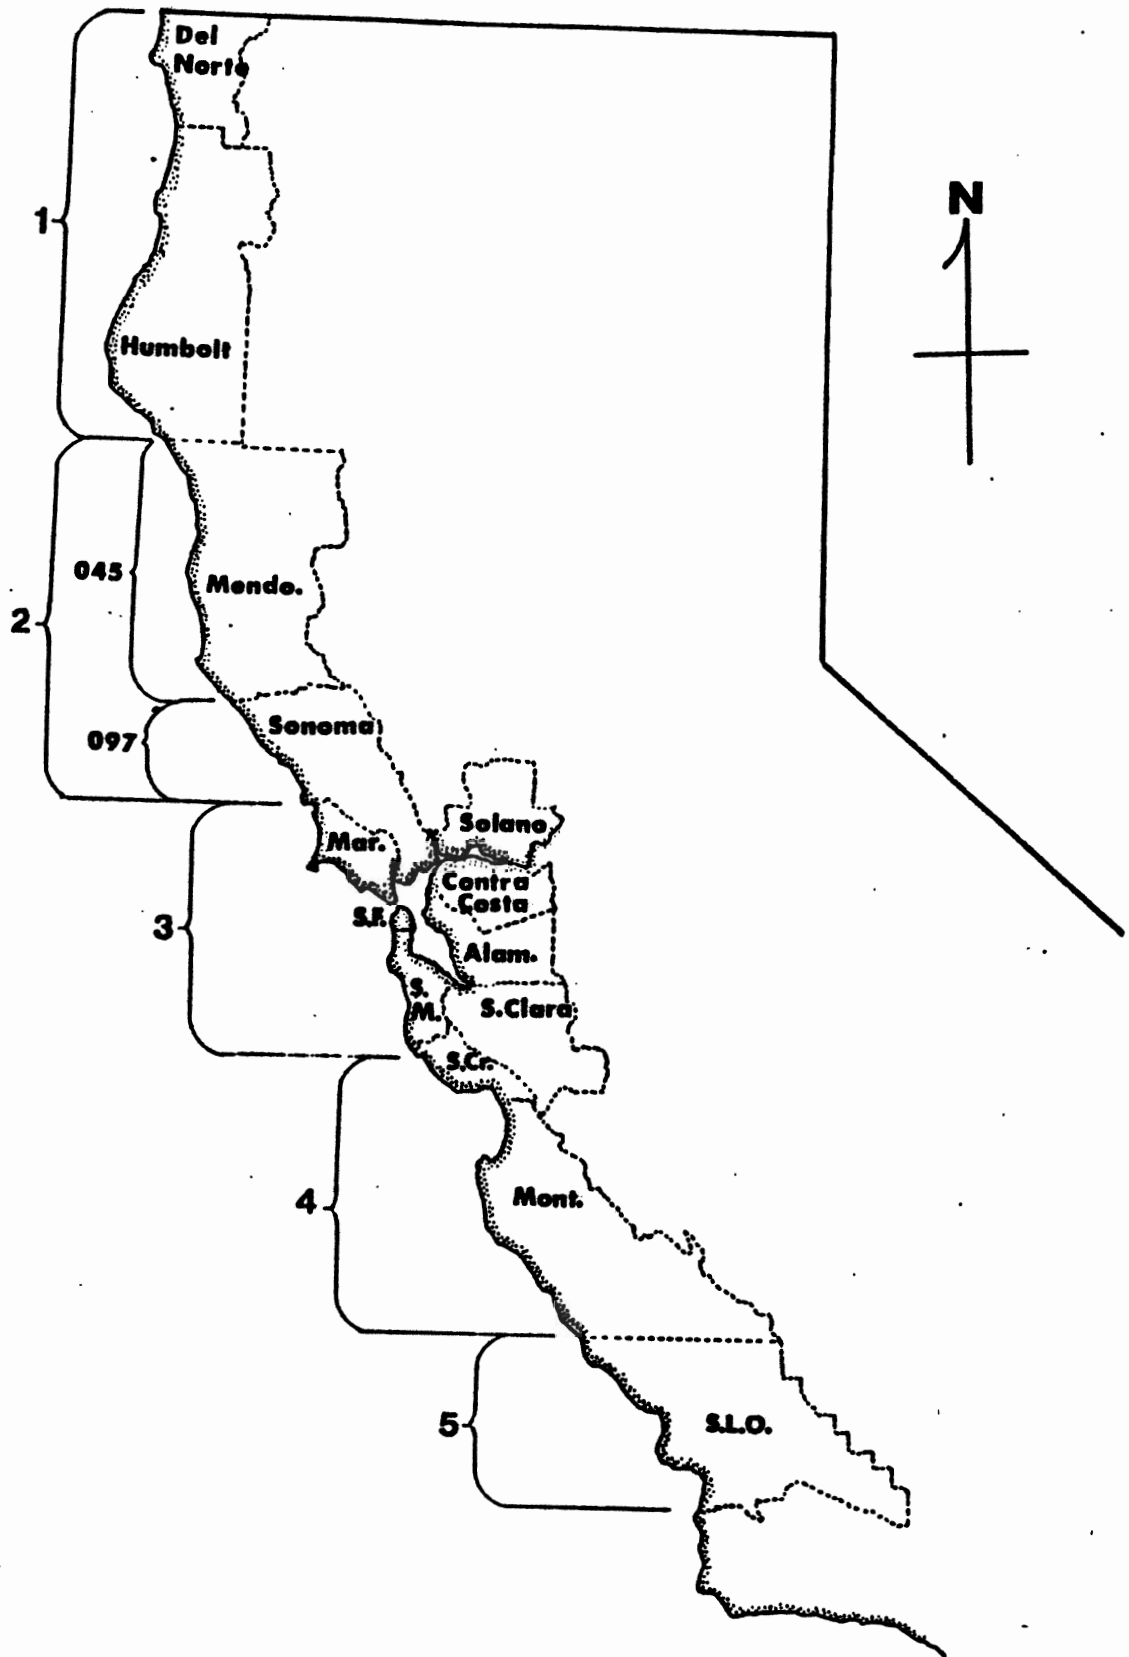 Del
Norte
N
1
Humbolt
045
Mendo.
2
Sonoma
097
Solano
Mar.
Contra
Costa
S.F.
3
Alam.
S.
M.
S.Clara
S.Cr.
4
Mont.
5
S.L.O.